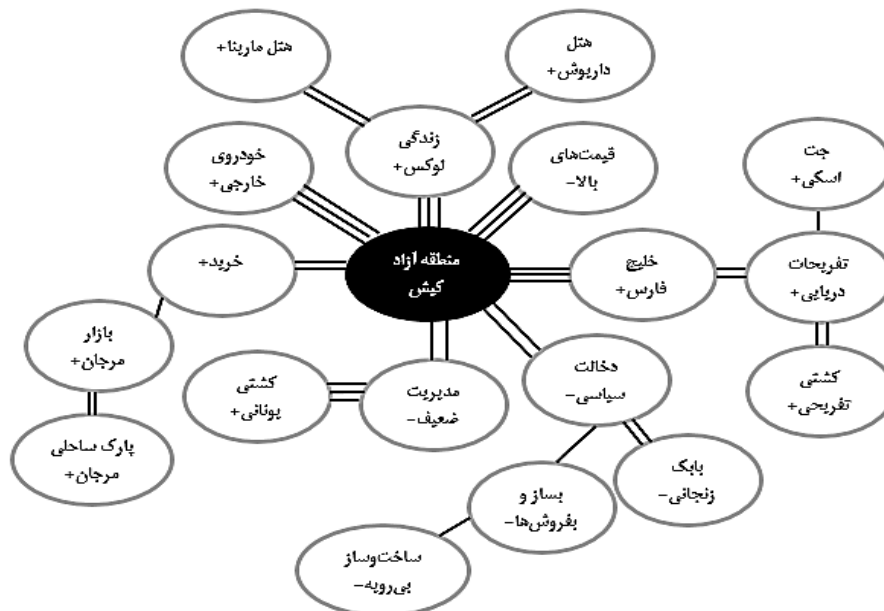 هتل مارینا+
هتل
داریوش+
زندگی
لوکس+
خودروی
خارجی+
قیمت‌های
بالا-
جت
اسکی+
منطقه آزاد
کیش
خرید+
خلیج
فارس+
تفریحات
دریایی+
بازار
مرجان+
کشتی
یونانی+
مدیریت
ضعیف-
دخالت
سیاسی-
کشتی
تفریحی+
پارک ساحلی
مرجان+
بابک
زنجانی-
بساز و
بفروش‌ها-
ساخت‌وساز
بی‌رویه-